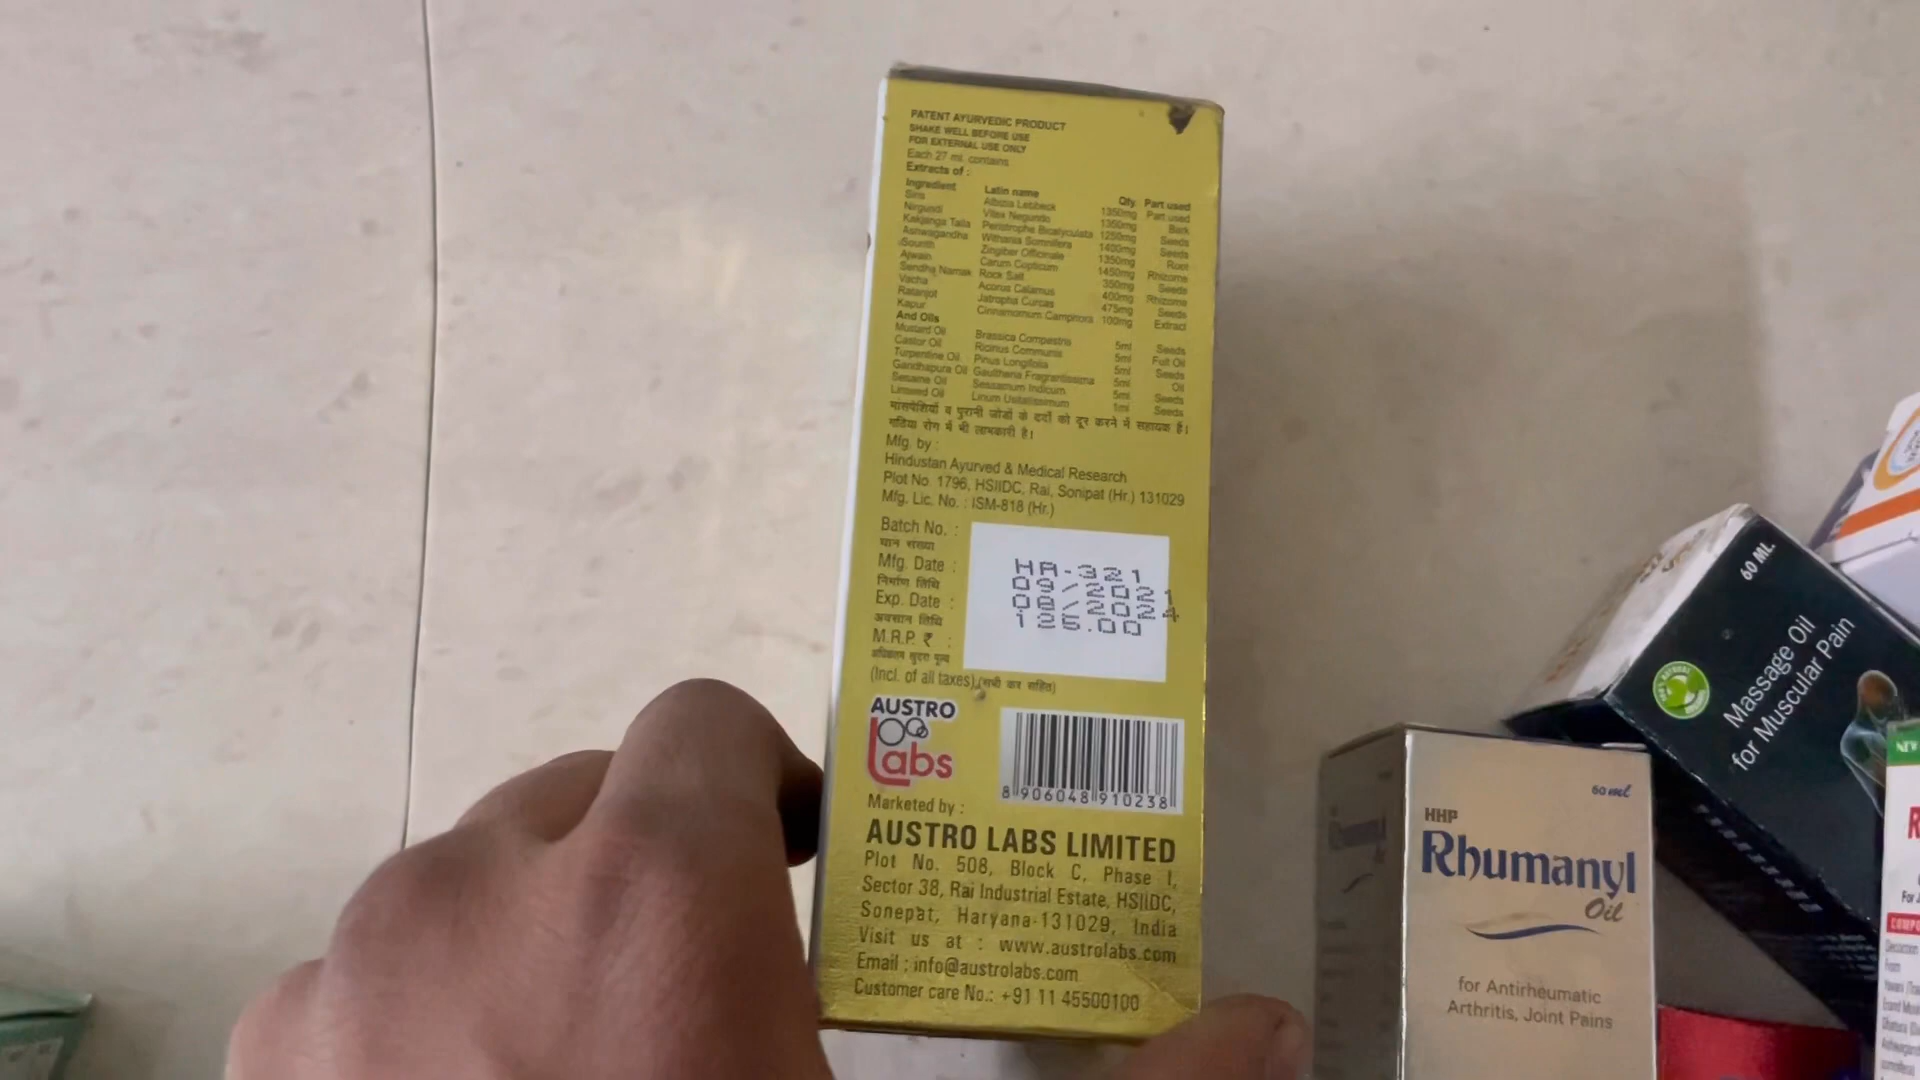 PATENT AYURVEDIC PRODUCT
SHAKE WELL BEFORE USE
FOR EXTERNAL USE ONLY
Each 27 ml. contains
Extracts of :
Ingredient Latin name Qty. Part used
Siris Albizia Lebbeck 1350mg Part used
Nirgundi Vitex Negundo 1350mg Bark
Kakjanga Taila Peristrophe Bicalyculata 1250mg Seeds
Ashwagandha Withania Somnifera 1400mg Seeds
Sounth Zingiber Officinale 1350mg Root
Ajwain Carum Copticum 1450mg Rhizome
Sendha Namak Rock Salt 350mg Seeds
Vacha Acorus Calamus 400mg Rhizome
Ratanjot Jatropha Curcas 475mg Seeds
Kapur Cinnamomum Camphora 100mg Extract
And Oils
Mustard Oil Brassica Compestris 5ml Seeds
Castor Oil Ricinus Communis 5ml Fuit Oil
Turpentine Oil Pinus Longifolia 5ml Seeds
Gandhapura Oil Gaultheria Fragrantissima 5ml Oil
Sesame Oil Sessamum Indicum 5ml Seeds
Linseed Oil Linum Usitatissimum 1ml Seeds
मांसपेशियों व पुरानी जोडों के दर्दो को दूर करने में सहायक है।
गठिया रोग में भी लाभकारी है।
Mfg. by :
Hindustan Ayurved & Medical Research
Plot No. 1796, HSIIDC, Rai, Sonipat (Hr.) 131029
Mfg. Lic. No. : ISM-818 (Hr.)
Batch No. : HA-321
घान संख्या
Mfg. Date : 09/2021
निर्माण तिथि
Exp. Date : 08/2024
अवसान तिथि
M.R.P. ₹ : 125.00
अधिकतम खुदरा मूल्य
(Incl. of all taxes) (सभी कर सहित)
AUSTRO
Labs
8 906048 910238
Marketed by :
AUSTRO LABS LIMITED
Plot No. 508, Block C, Phase I,
Sector 38, Rai Industrial Estate, HSIIDC,
Sonepat, Haryana-131029, India
Visit us at : www.austrolabs.com
Email : info@austrolabs.com
Customer care No.: +91 11 45500100
60 ml
HHP
Rhumanyl
Oil
for Antirheumatic
Arthritis, Joint Pains
60 ML.
Massage Oil
for Muscular Pain